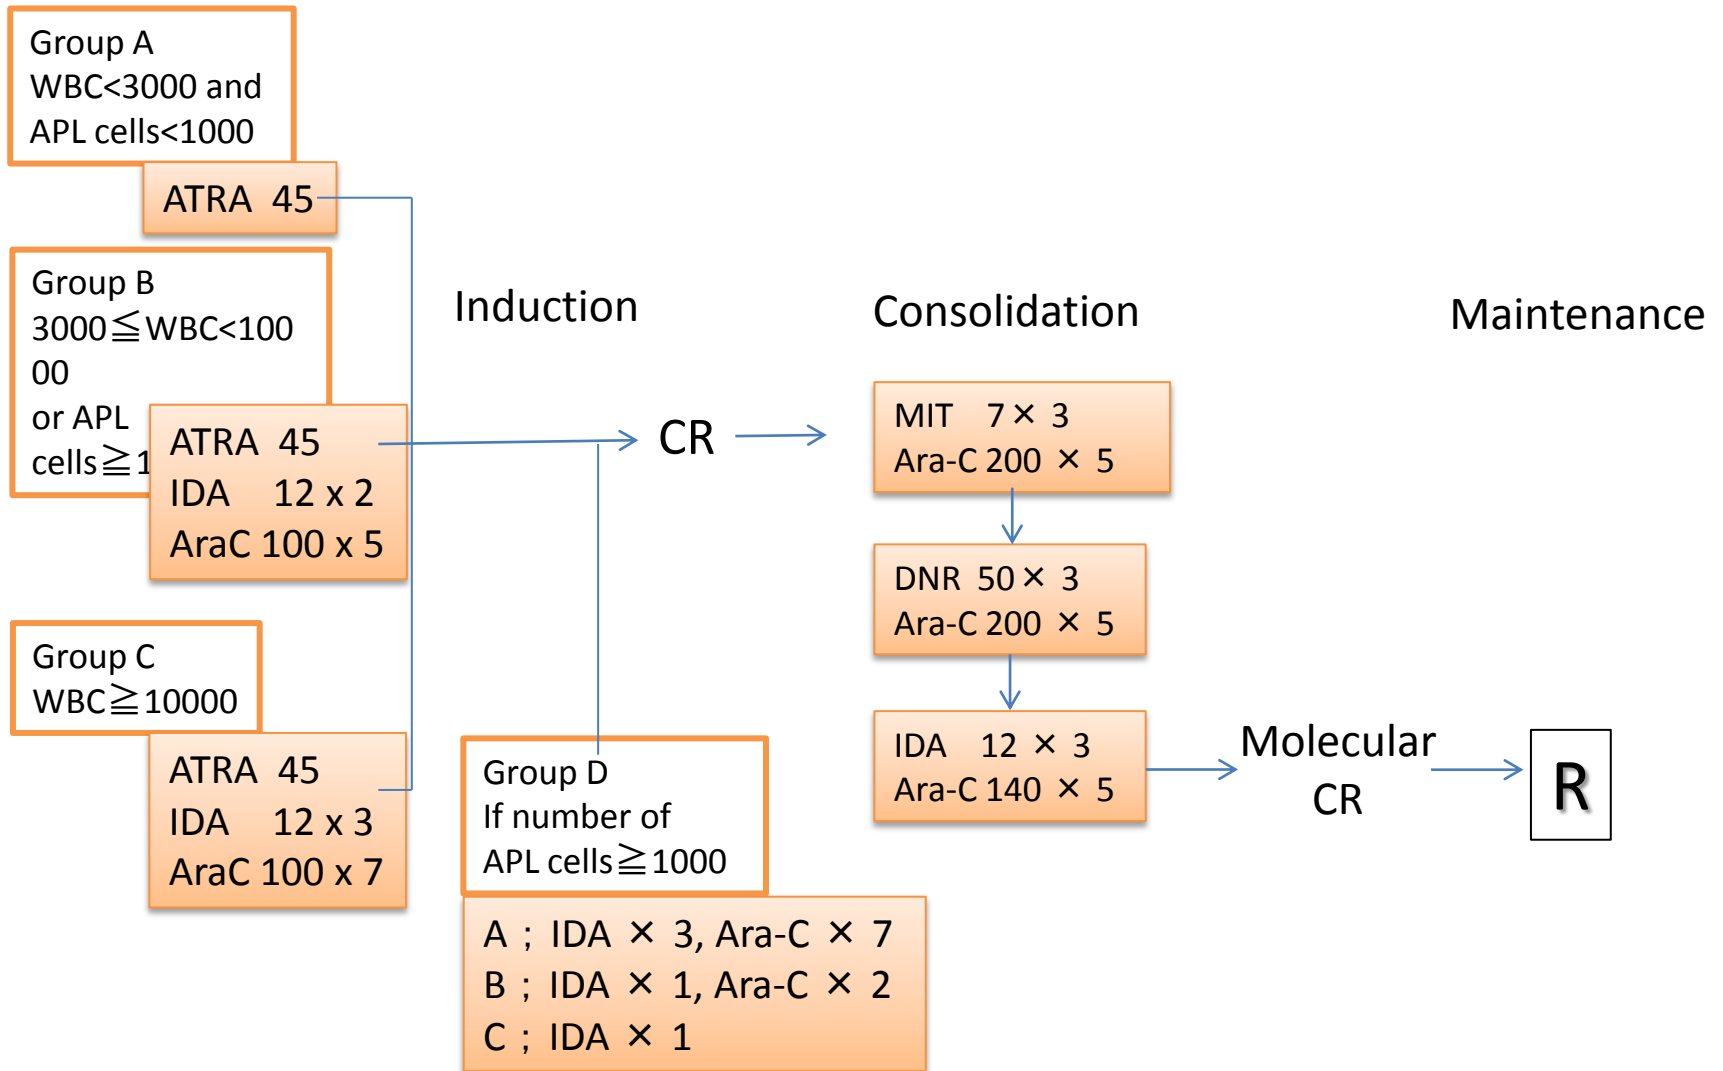 Group A
WBC<3000 and
APL cells<1000
ATRA 45
Group B
3000≦WBC<100
00
or APL
cells≧1
ATRA 45
IDA 12 x 2
AraC 100 x 5
Group C
WBC≧10000
ATRA 45
IDA 12 x 3
AraC 100 x 7
Induction
CR
Group D
If number of
APL cells≧1000
A ; IDA × 3, Ara-C × 7
B ; IDA × 1, Ara-C × 2
C ; IDA × 1
Consolidation
MIT 7 × 3
Ara-C 200 × 5
DNR 50 × 3
Ara-C 200 × 5
IDA 12 × 3
Ara-C 140 × 5
Molecular
CR
Maintenance
R